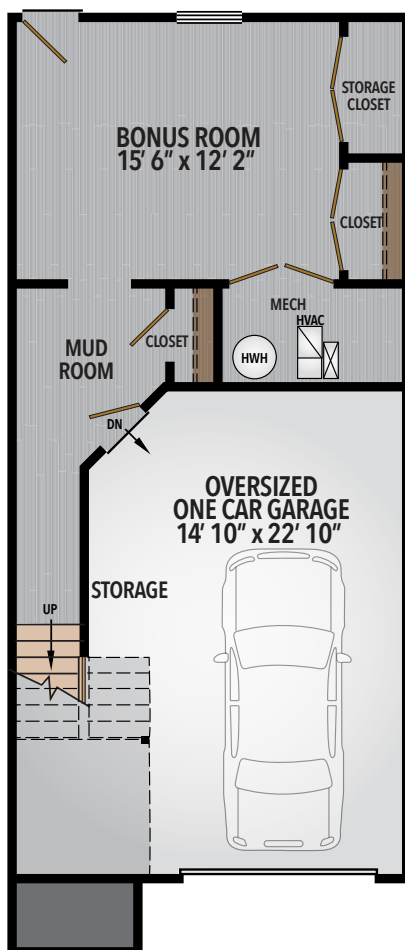 STORAGE
CLOSET
BONUS ROOM
15’ 6” x 12’ 2”
CLOSET
MECH
HVAC
HWH
CLOSET
MUD
ROOM
DN
OVERSIZED
ONE CAR GARAGE
14’ 10” x 22’ 10”
STORAGE
UP